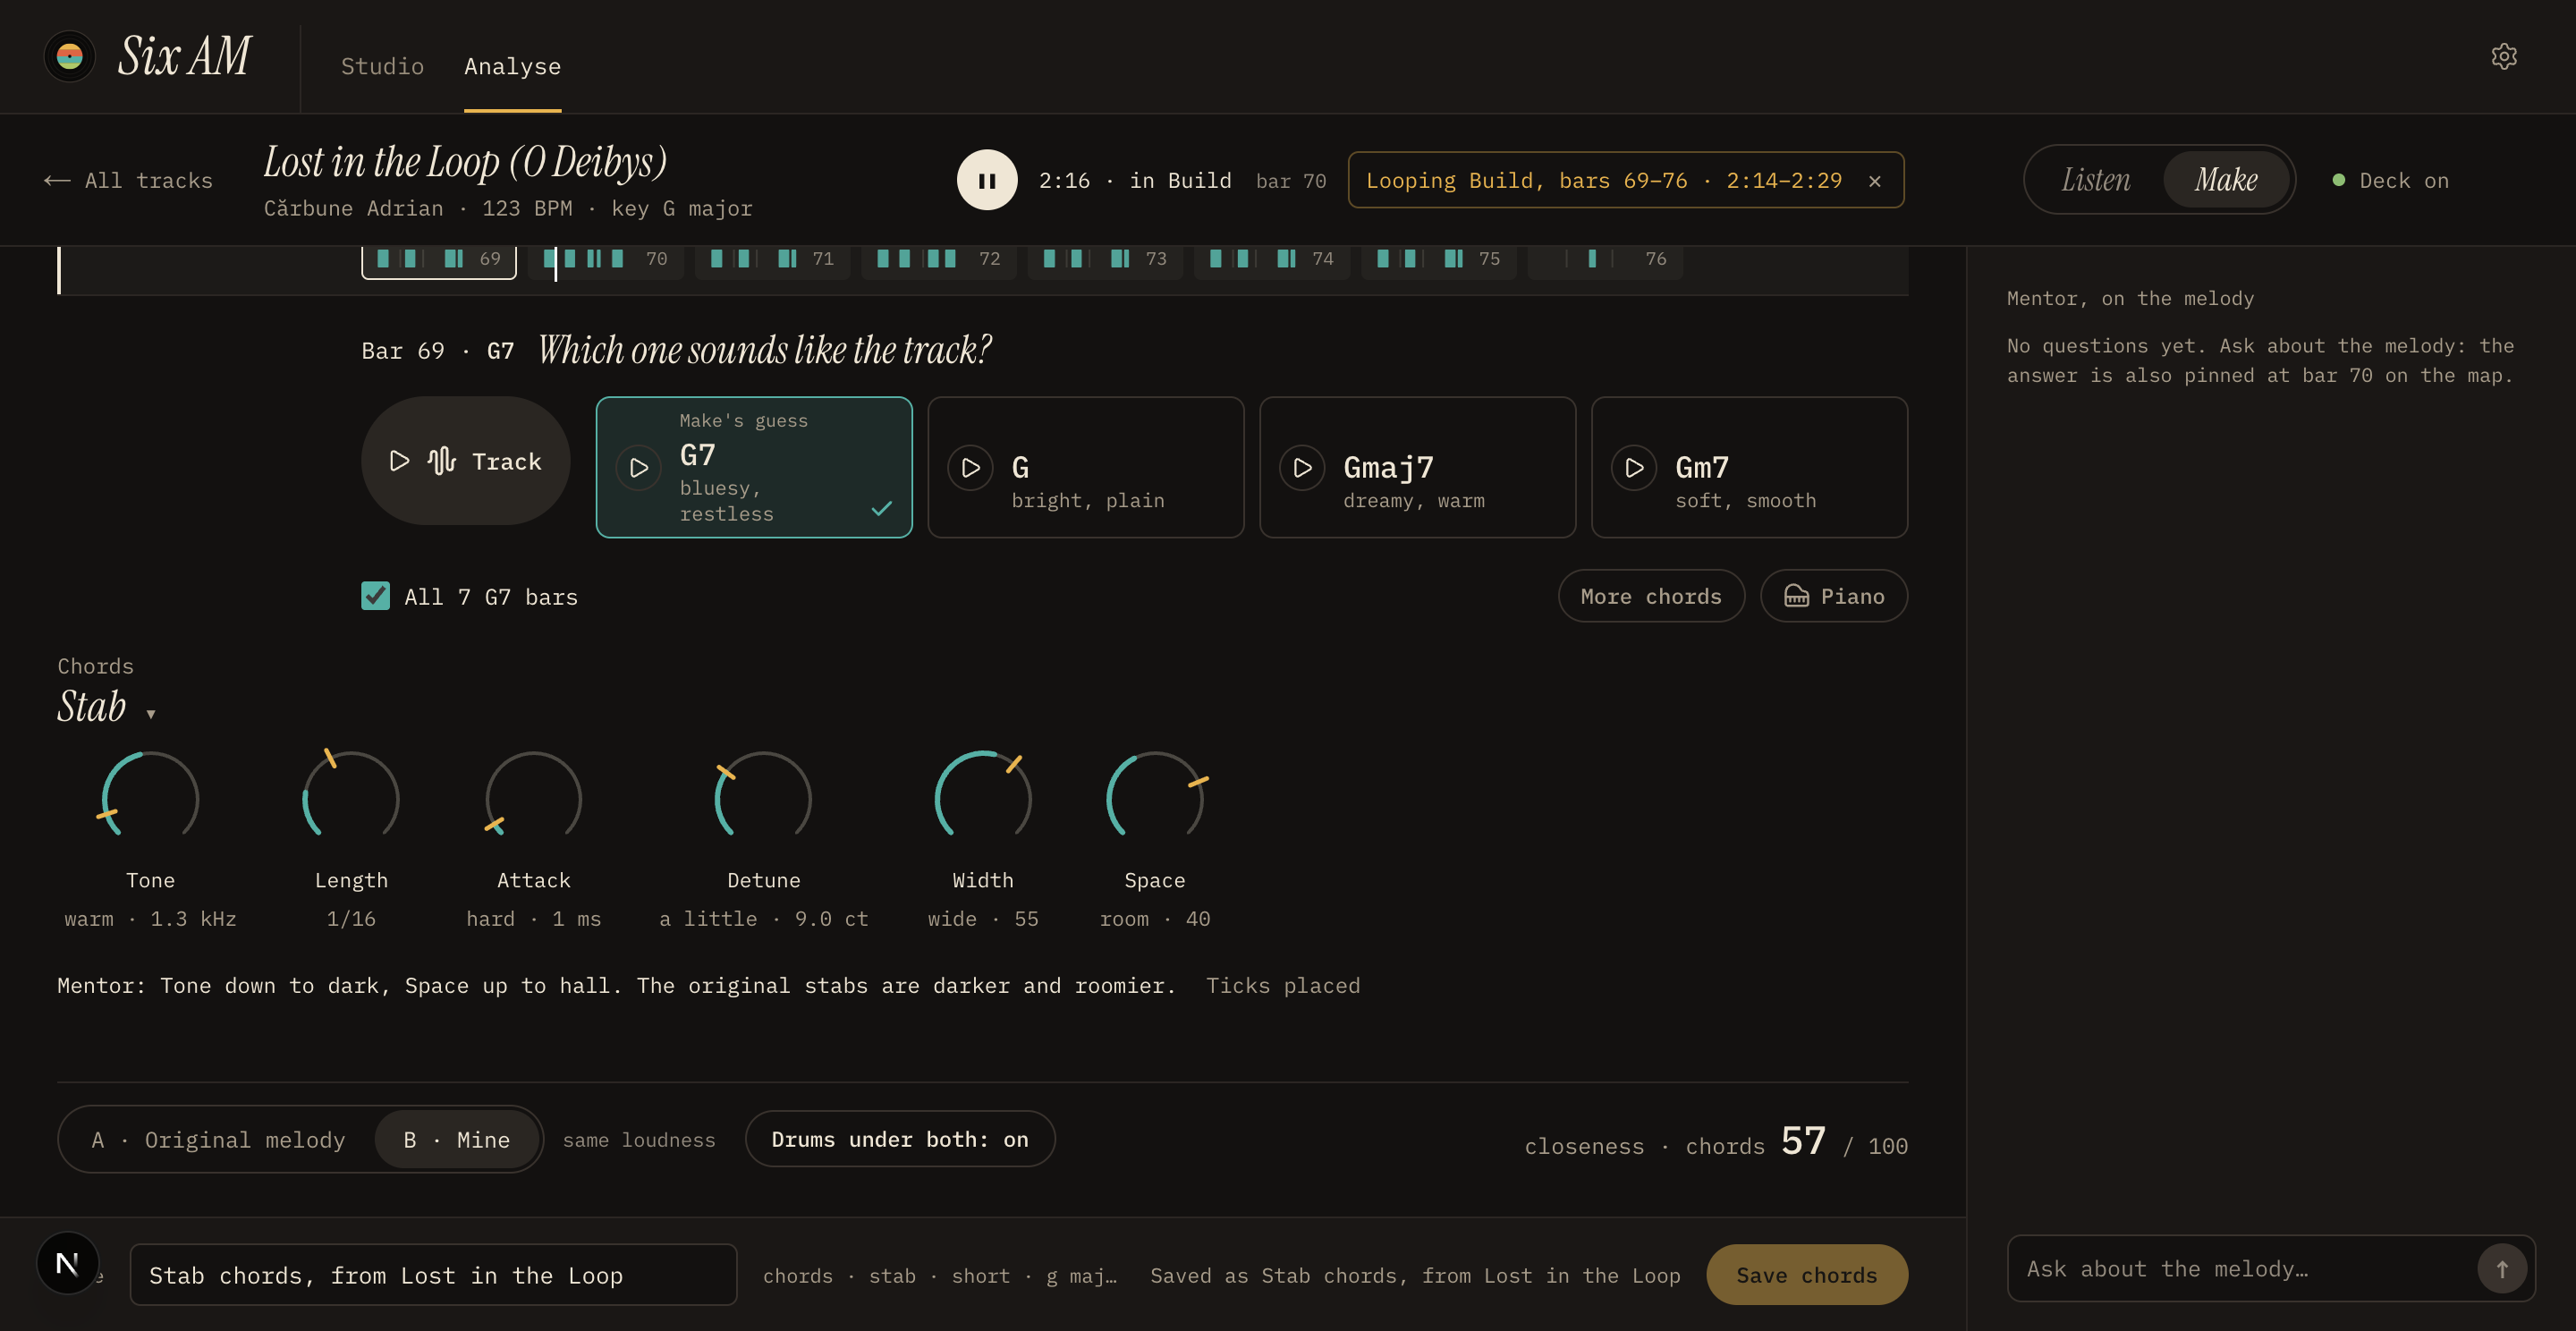 Six AM
Studio
Analyse
← All tracks
Lost in the Loop (O Deibys)
Cărbune Adrian · 123 BPM · key G major
2:16 · in Build
bar 70
Looping Build, bars 69–76 · 2:14–2:29 ×
Listen
Make
Deck on
69
70
71
72
73
74
75
76
Bar 69 · G7
Which one sounds like the track?
Track
Make's guess
G7
bluesy,
restless
G
bright, plain
Gmaj7
dreamy, warm
Gm7
soft, smooth
All 7 G7 bars
More chords
Piano
Chords
Stab
Tone
warm · 1.3 kHz
Length
1/16
Attack
hard · 1 ms
Detune
a little · 9.0 ct
Width
wide · 55
Space
room · 40
Mentor: Tone down to dark, Space up to hall. The original stabs are darker and roomier.
Ticks placed
A · Original melody
B · Mine
same loudness
Drums under both: on
closeness · chords 57 / 100
N
Stab chords, from Lost in the Loop
chords · stab · short · g maj…
Saved as Stab chords, from Lost in the Loop
Save chords
Mentor, on the melody
No questions yet. Ask about the melody: the
answer is also pinned at bar 70 on the map.
Ask about the melody…